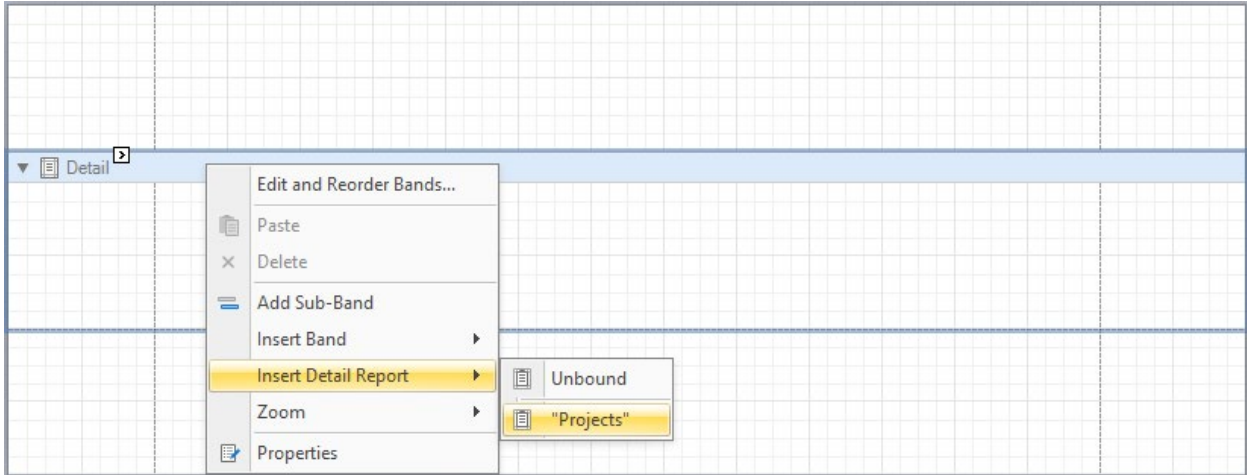 Detail
Edit and Reorder Bands...
Paste
Delete
Add Sub-Band
Insert Band
Insert Detail Report
Unbound
Zoom
"Projects"
Properties